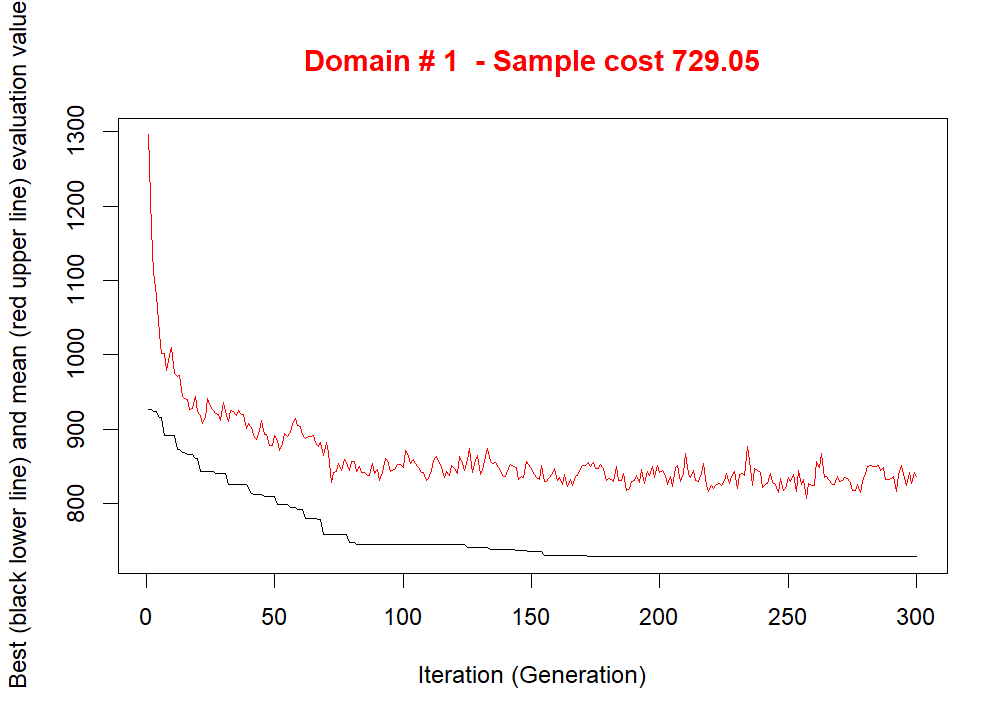 Domain # 1  - Sample cost 729.05
Best (black lower line) and mean (red upper line) evaluation value
1300
1200
1100
1000
900
800
0 50 100 150 200 250 300
Iteration (Generation)